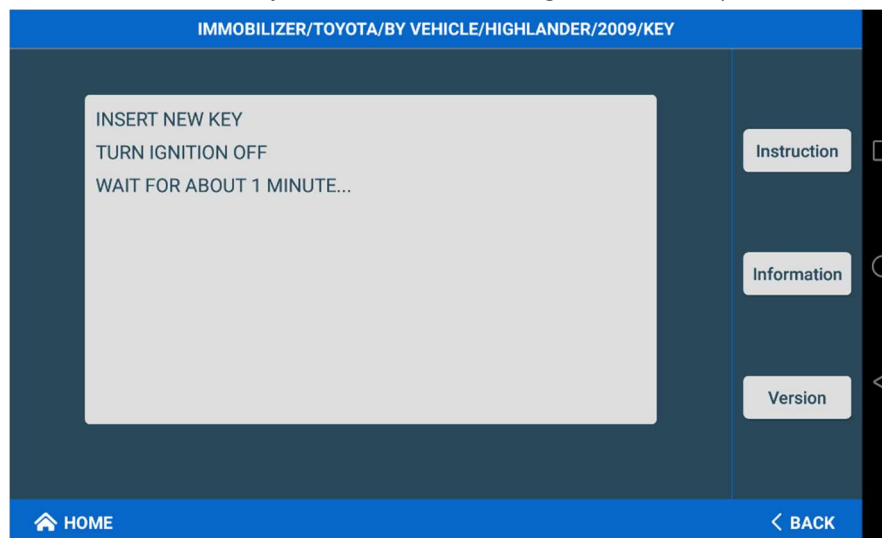 IMMOBILIZER/TOYOTA/BY VEHICLE/HIGHLANDER/2009/KEY
INSERT NEW KEY
TURN IGNITION OFF
WAIT FOR ABOUT 1 MINUTE...
Instruction
Information
Version
HOME
BACK